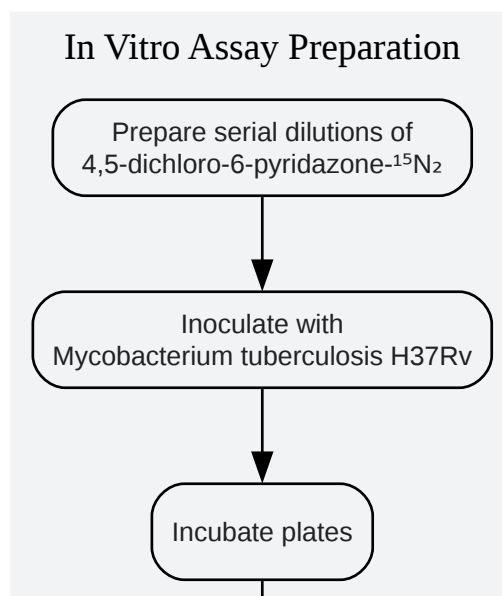 In Vitro Assay Preparation
Prepare serial dilutions of
4,5-dichloro-6-pyridazone-¹⁵N₂
Inoculate with
Mycobacterium tuberculosis H37Rv
Incubate plates